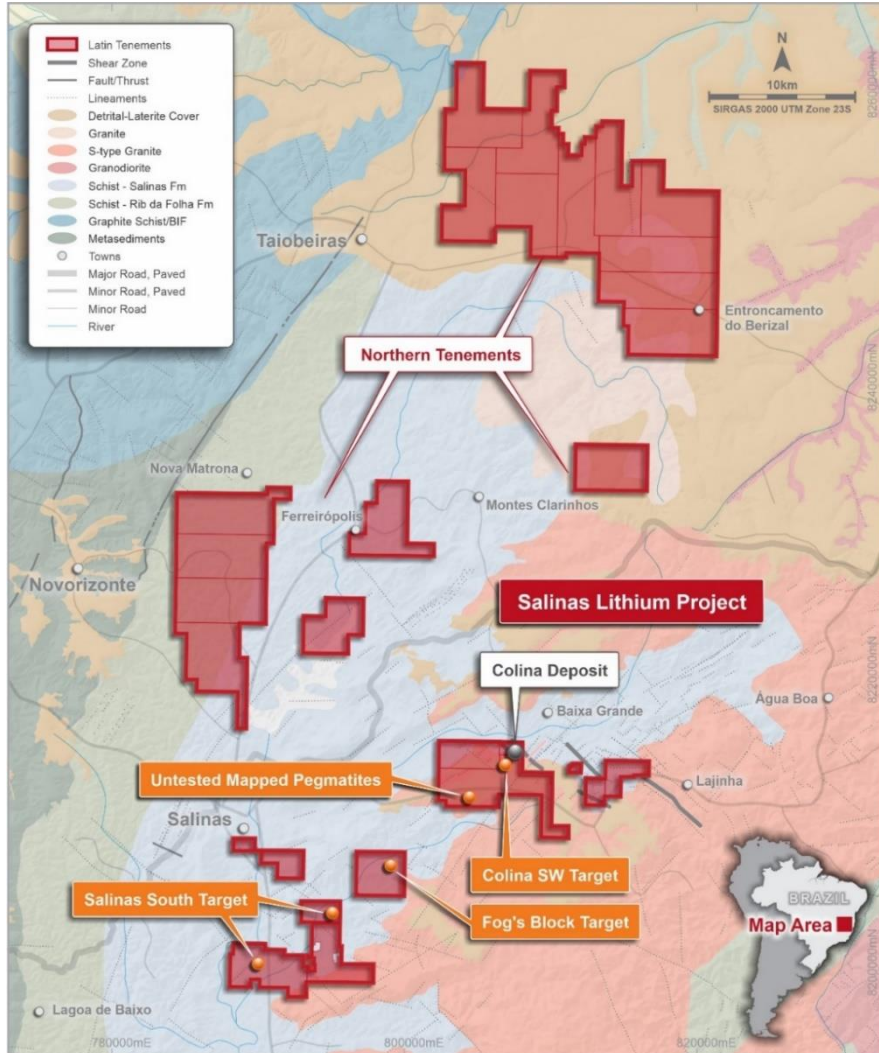 Latin Tenements
Shear Zone
Fault/Thrust
Lineaments
Detrital-Laterite Cover
Granite
S-type Granite
Granodiorite
Schist - Salinas Fm
Schist - Rib da Folha Fm
Graphite Schist/BIF
Metasediments
Towns
Major Road, Paved
Minor Road, Paved
Minor Road
River
N
10km
SIRGAS 2000 UTM Zone 23S
8260000mN
Taiobeiras
Entroncamento
do Berizal
Northern Tenements
8240000mN
Nova Matrona
Ferreirópolis
Montes Clarinhos
Novorizonte
Salinas Lithium Project
8220000mN
Colina Deposit
Baixa Grande
Água Boa
Untested Mapped Pegmatites
Lajinha
Salinas
Colina SW Target
Salinas South Target
Fog's Block Target
BRAZIL
Map Area
8200000mN
Lagoa de Baixo
780000mE
800000mE
820000mE